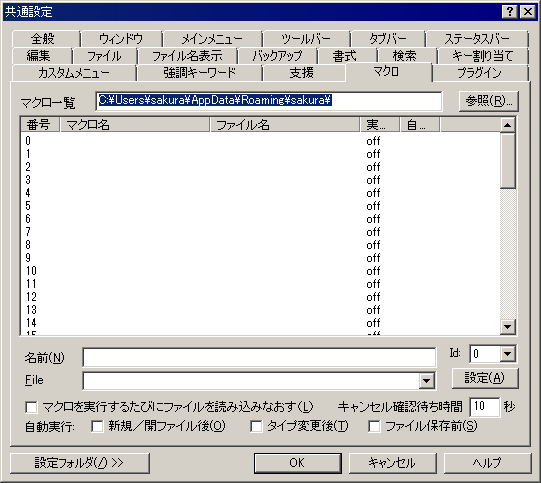 共通設定
全般 ウィンドウ メインメニュー ツールバー タブバー ステータスバー
編集 ファイル ファイル名表示 バックアップ 書式 検索 キー割り当て
カスタムメニュー 強調キーワード 支援 マクロ プラグイン
マクロ一覧 C:¥Users¥sakura¥AppData¥Roaming¥sakura¥ 参照(R)...
番号 マクロ名 ファイル名 実... 自...
0 off
1 off
2 off
3 off
4 off
5 off
6 off
7 off
8 off
9 off
10 off
11 off
12 off
13 off
14 off
15 off
名前(N) Id: 0
File 設定(A)
マクロを実行するたびにファイルを読み込みなおす(L) キャンセル確認待ち時間 10 秒
自動実行: 新規／開ファイル後(O) タイプ変更後(T) ファイル保存前(S)
設定フォルダ(/) >> OK キャンセル ヘルプ